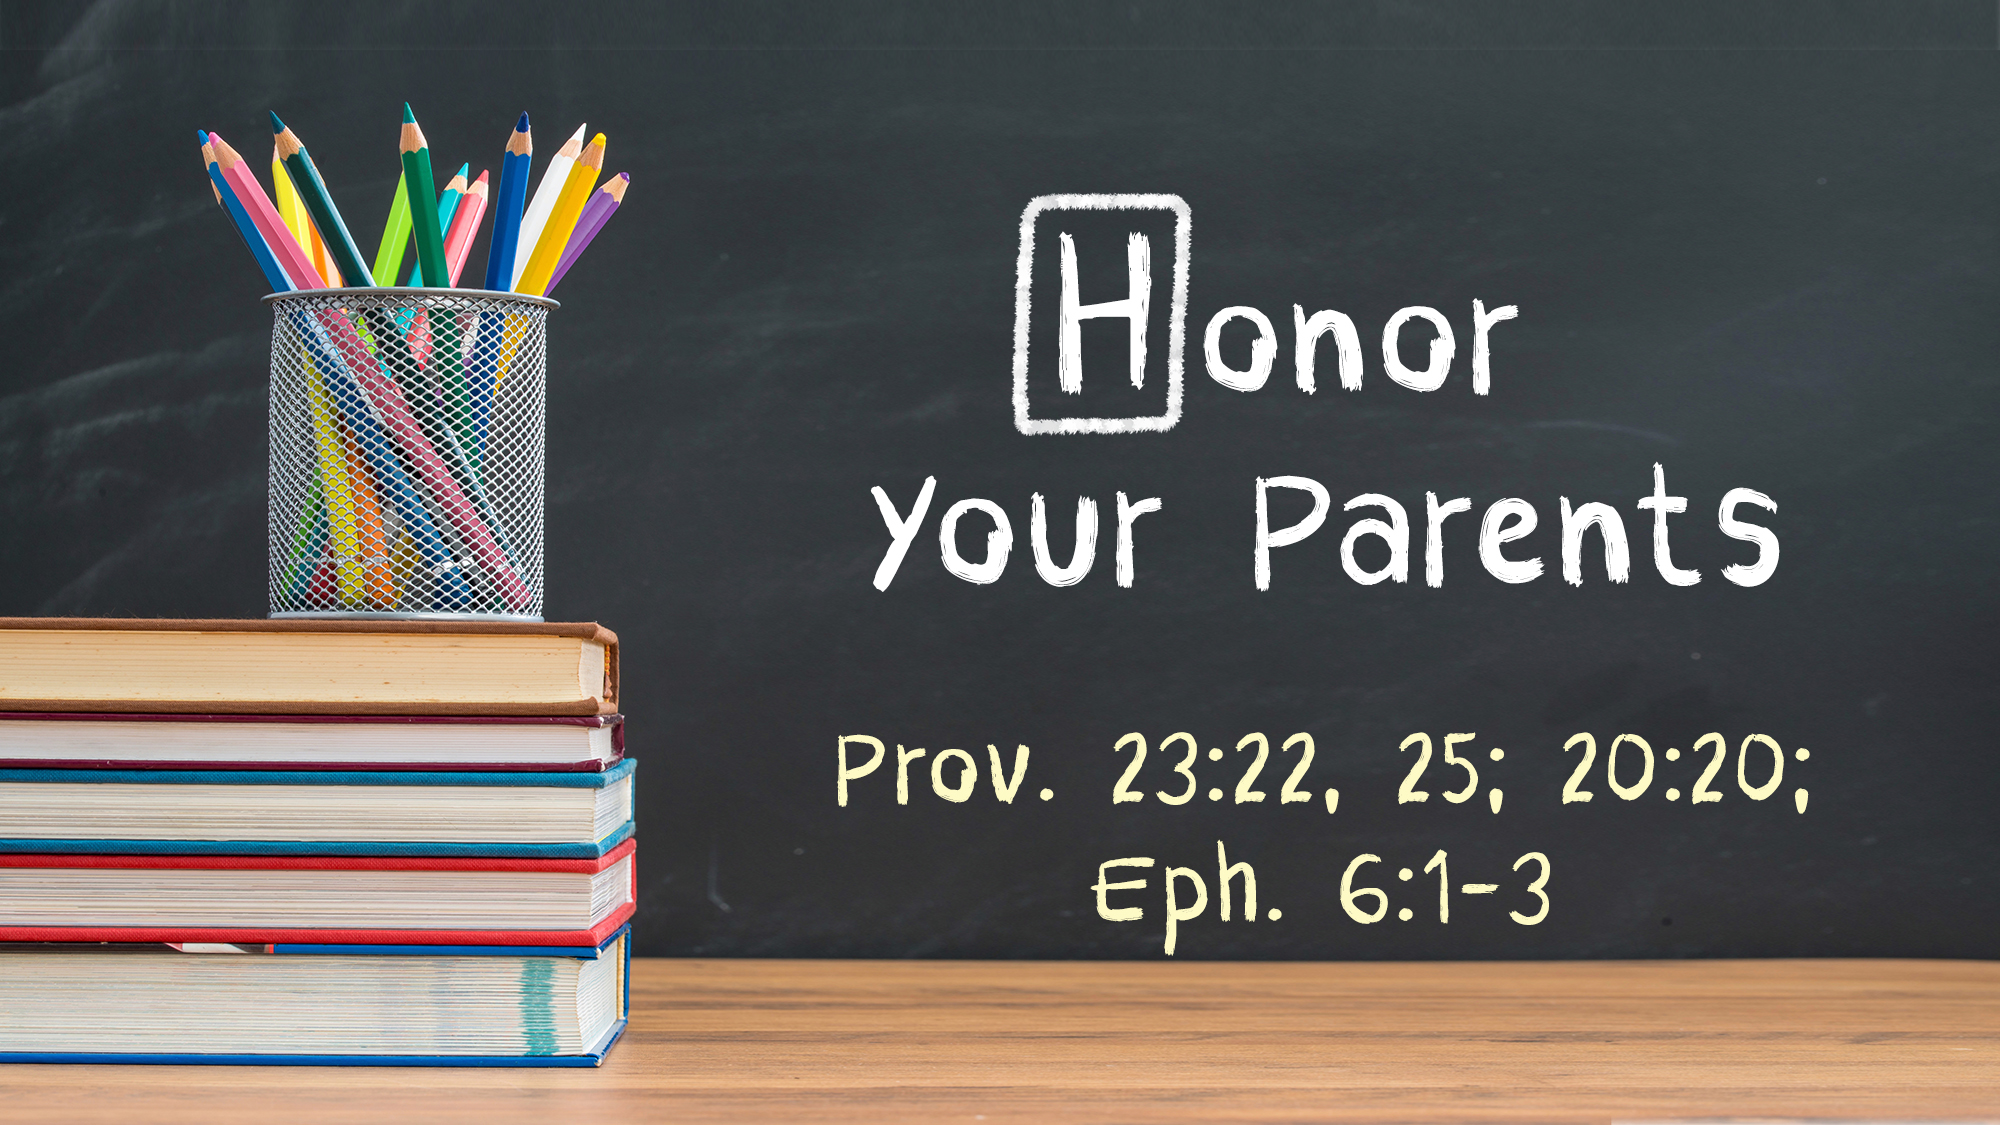 Honor
your Parents
Prov. 23:22, 25; 20:20;
Eph. 6:1-3